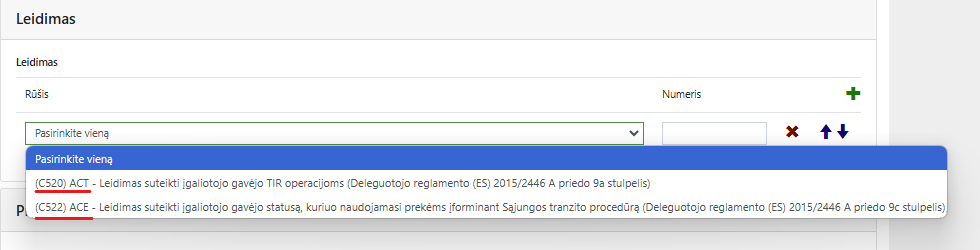 Leidimas
Leidimas
Rūšis Numeris
Pasirinkite vieną
Pasirinkite vieną
(C520) ACT - Leidimas suteikti įgaliotojo gavėjo TIR operacijoms (Deleguotojo reglamento (ES) 2015/2446 A priedo 9a stulpelis)
(C522) ACE - Leidimas suteikti įgaliotojo gavėjo statusą, kuriuo naudojamasi prekėms įforminant Sąjungos tranzito procedūrą (Deleguotojo reglamento (ES) 2015/2446 A priedo 9c stulpelis)